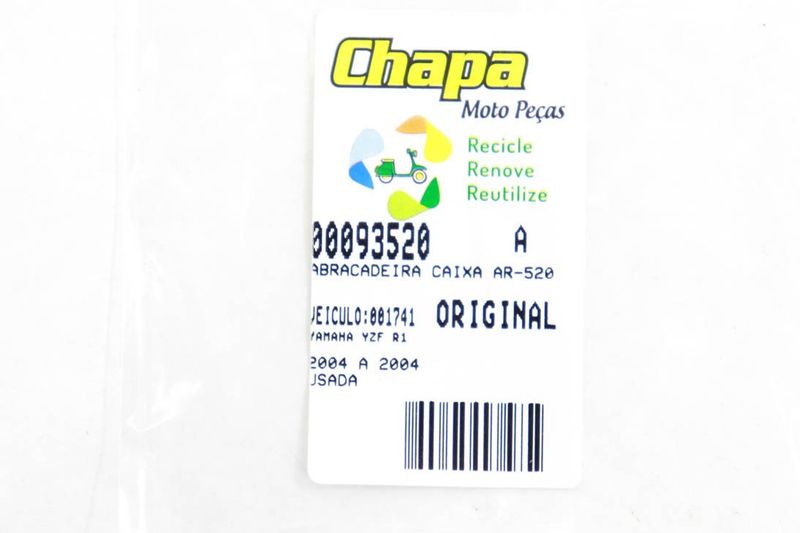 Chapa
Moto Peças
Recicle
Renove
Reutilize
00093520 A
ABRACADEIRA CAIXA AR-520
VEICULO:001741 ORIGINAL
YAMAHA YZF R1
2004 A 2004
USADA